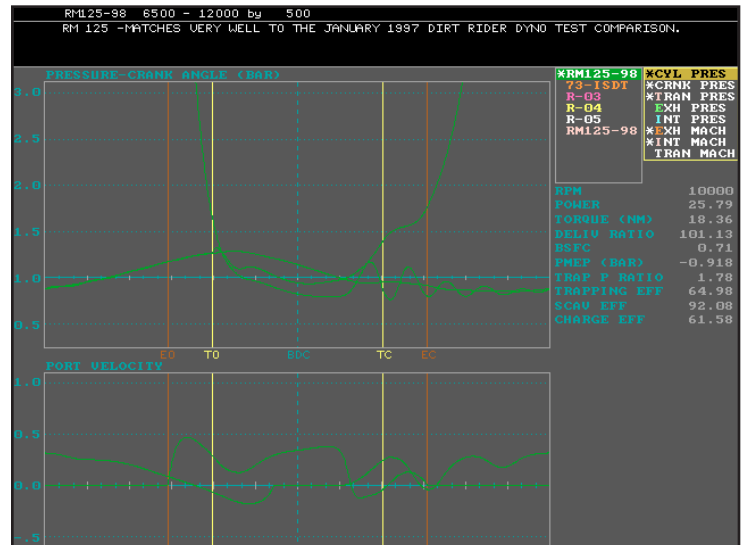 RM125-98 6500 - 12000 by 500
RM 125 -MATCHES VERY WELL TO THE JANUARY 1997 DIRT RIDER DYNO TEST COMPARISON.
PRESSURE-CRANK ANGLE (BAR)
3.0
2.5
2.0
1.5
1.0
0.5
EO TO BDC TC EC
PORT VELOCITY
1.0
0.5
0.0
-.5
*RM125-98
73-ISDT
R-03
R-04
R-05
RM125-98
*CYL PRES
*CRNK PRES
*TRAN PRES
EXH PRES
INT PRES
*EXH MACH
*INT MACH
TRAN MACH
RPM 10000
POWER 25.79
TORQUE (NM) 18.36
DELIV RATIO 101.13
BSFC 0.71
PMEP (BAR) -0.918
TRAP P RATIO 1.78
TRAPPING EFF 64.98
SCAV EFF 92.08
CHARGE EFF 61.58